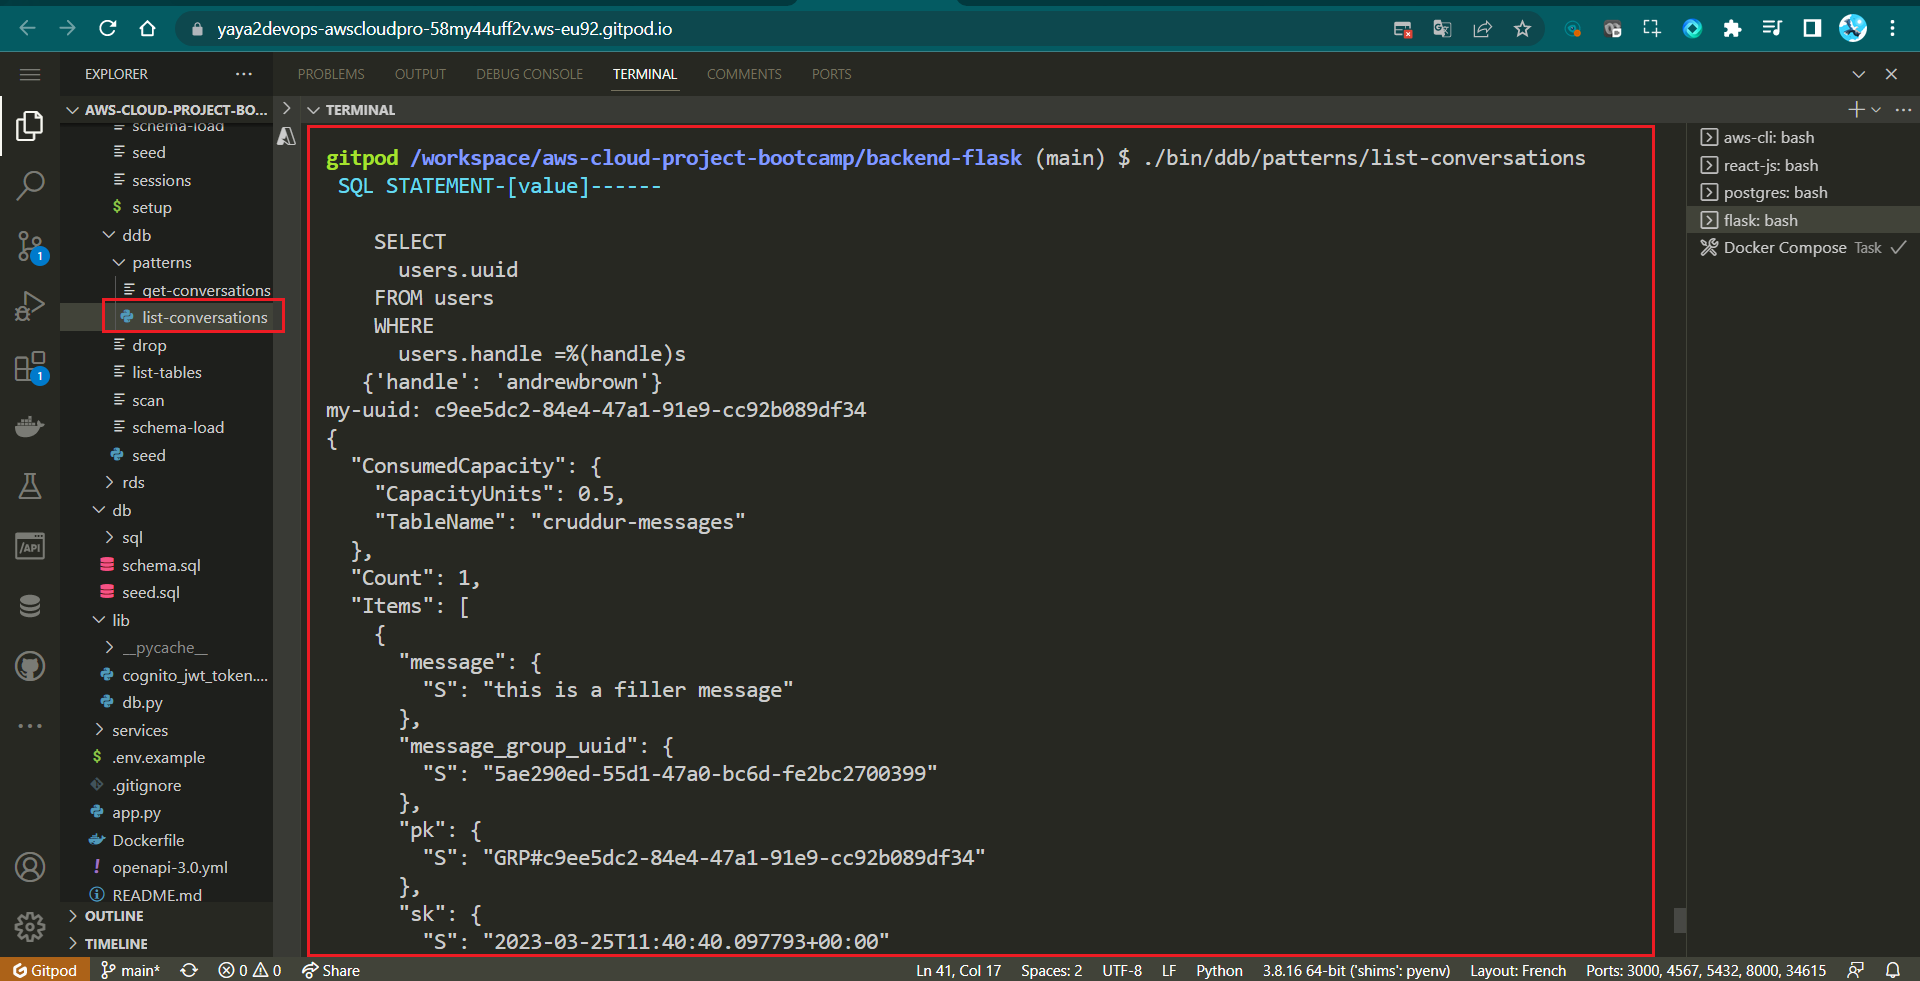 yaya2devops-awscloudpro-58my44uff2v.ws-eu92.gitpod.io
EXPLORER
PROBLEMS OUTPUT DEBUG CONSOLE TERMINAL COMMENTS PORTS
AWS-CLOUD-PROJECT-BO...
schema-load
seed
sessions
$ setup
ddb
patterns
get-conversations
list-conversations
drop
list-tables
scan
schema-load
seed
rds
db
sql
schema.sql
seed.sql
lib
__pycache__
cognito_jwt_token....
db.py
services
$ .env.example
.gitignore
app.py
Dockerfile
! openapi-3.0.yml
README.md
OUTLINE
TIMELINE
1
1
/API
TERMINAL
gitpod /workspace/aws-cloud-project-bootcamp/backend-flask (main) $ ./bin/ddb/patterns/list-conversations
SQL STATEMENT-[value]------
SELECT
users.uuid
FROM users
WHERE
users.handle =%(handle)s
{'handle': 'andrewbrown'}
my-uuid: c9ee5dc2-84e4-47a1-91e9-cc92b089df34
{
"ConsumedCapacity": {
"CapacityUnits": 0.5,
"TableName": "cruddur-messages"
},
"Count": 1,
"Items": [
{
"message": {
"S": "this is a filler message"
},
"message_group_uuid": {
"S": "5ae290ed-55d1-47a0-bc6d-fe2bc2700399"
},
"pk": {
"S": "GRP#c9ee5dc2-84e4-47a1-91e9-cc92b089df34"
},
"sk": {
"S": "2023-03-25T11:40:40.097793+00:00"
aws-cli: bash
react-js: bash
postgres: bash
flask: bash
Docker Compose Task
Gitpod main* 0 0 Share Ln 41, Col 17 Spaces: 2 UTF-8 LF Python 3.8.16 64-bit ('shims': pyenv) Layout: French Ports: 3000, 4567, 5432, 8000, 34615